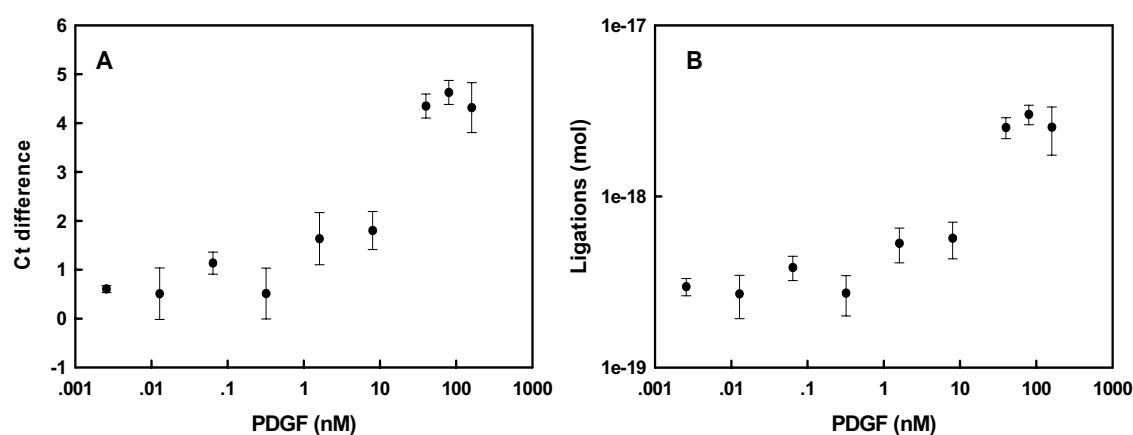 A
Ct difference
6
5
4
3
2
1
0
-1
.001 .01 .1 1 10 100 1000
PDGF (nM)
B
Ligations (mol)
1e-17
1e-18
1e-19
.001 .01 .1 1 10 100 1000
PDGF (nM)